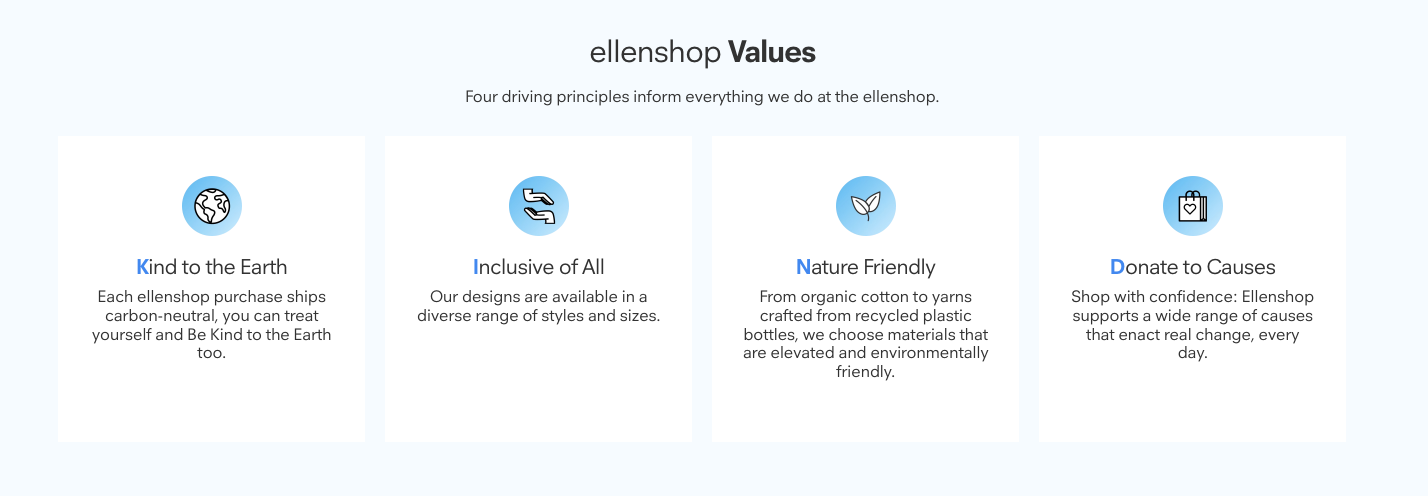 ellenshop Values
Four driving principles inform everything we do at the ellenshop.
Kind to the Earth
Each ellenshop purchase ships
carbon-neutral, you can treat
yourself and Be Kind to the Earth
too.
Inclusive of All
Our designs are available in a
diverse range of styles and sizes.
Nature Friendly
From organic cotton to yarns
crafted from recycled plastic
bottles, we choose materials that
are elevated and environmentally
friendly.
Donate to Causes
Shop with confidence: Ellenshop
supports a wide range of causes
that enact real change, every
day.